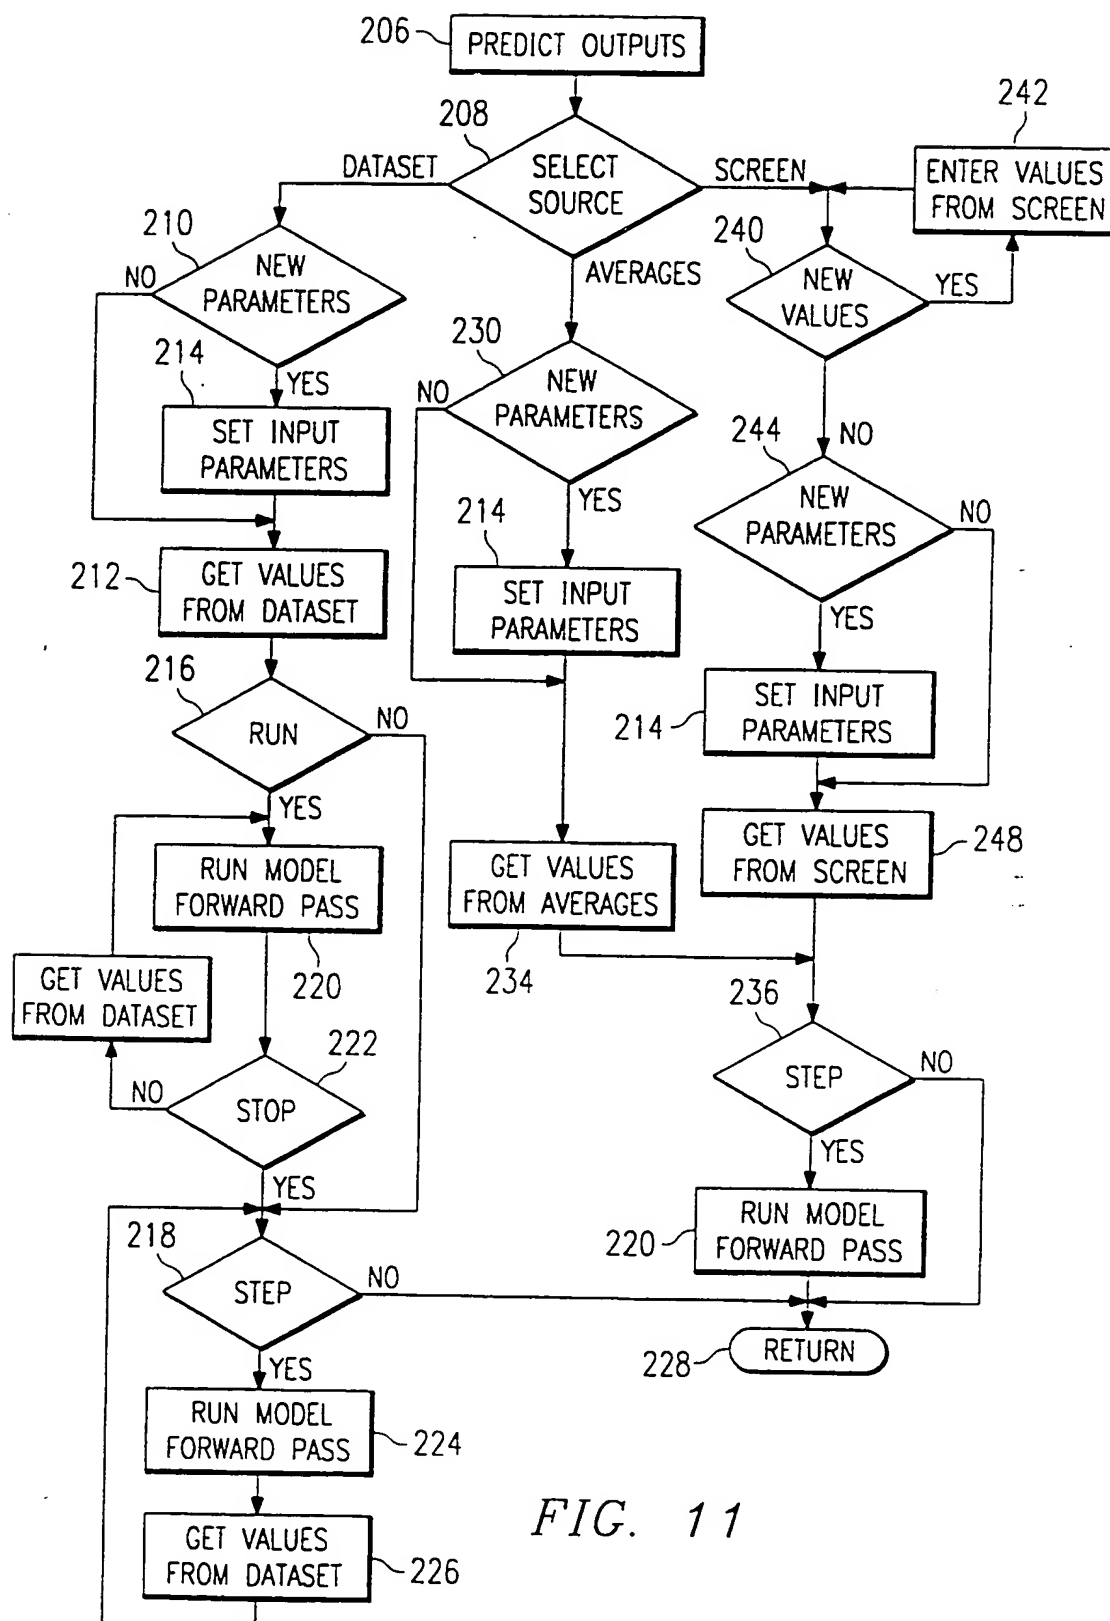 206
PREDICT OUTPUTS
208
SELECT
SOURCE
DATASET
SCREEN
AVERAGES
242
ENTER VALUES
FROM SCREEN
210
NEW
PARAMETERS
NO
YES
214
SET INPUT
PARAMETERS
212
GET VALUES
FROM DATASET
216
RUN
NO
YES
RUN MODEL
FORWARD PASS
220
GET VALUES
FROM DATASET
222
STOP
NO
YES
218
STEP
NO
YES
RUN MODEL
FORWARD PASS
224
GET VALUES
FROM DATASET
226
230
NEW
PARAMETERS
NO
YES
214
SET INPUT
PARAMETERS
GET VALUES
FROM AVERAGES
234
240
NEW
VALUES
YES
NO
244
NEW
PARAMETERS
NO
YES
214
SET INPUT
PARAMETERS
GET VALUES
FROM SCREEN
248
236
STEP
NO
YES
220
RUN MODEL
FORWARD PASS
228
RETURN
FIG. 11